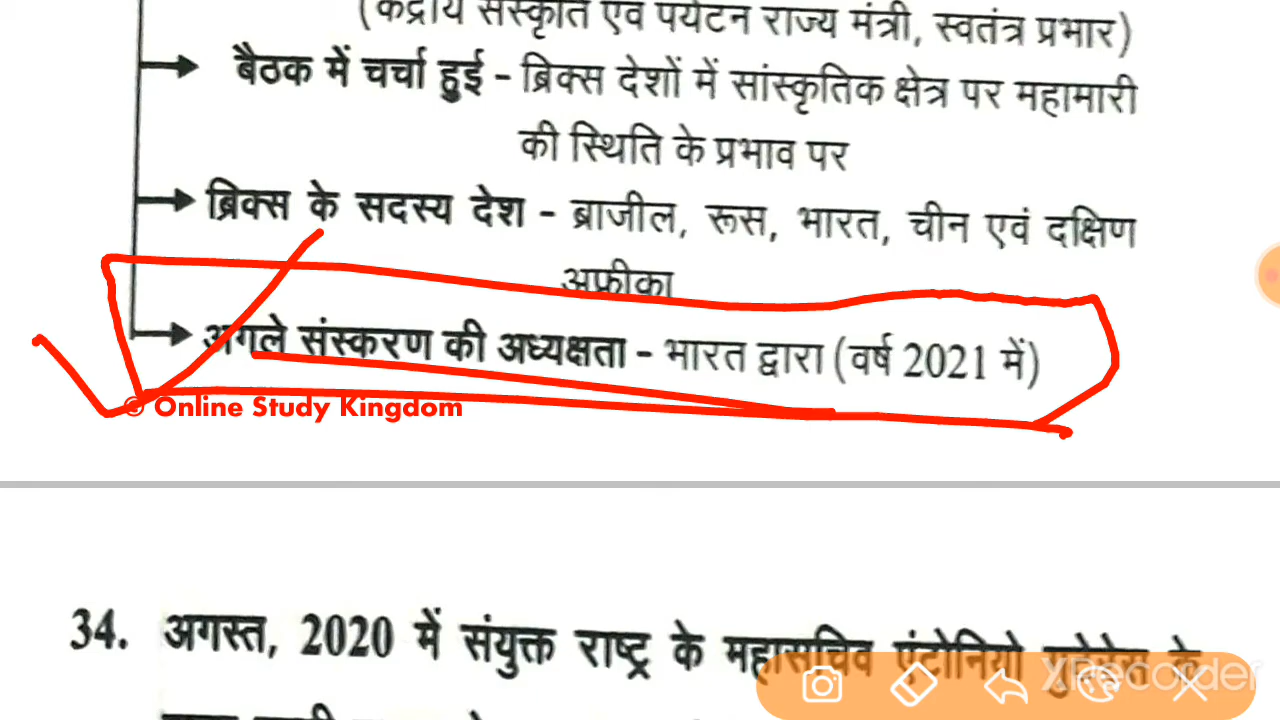 (केंद्रीय संस्कृति एवं पर्यटन राज्य मंत्री, स्वतंत्र प्रभार)
बैठक में चर्चा हुई - ब्रिक्स देशों में सांस्कृतिक क्षेत्र पर महामारी
की स्थिति के प्रभाव पर
ब्रिक्स के सदस्य देश - ब्राजील, रूस, भारत, चीन एवं दक्षिण
अफ्रीका
अगले संस्करण की अध्यक्षता - भारत द्वारा (वर्ष 2021 में)
© Online Study Kingdom
34. अगस्त, 2020 में संयुक्त राष्ट्र के महासचिव एंटोनियो गुटेरेस के
XRecorder